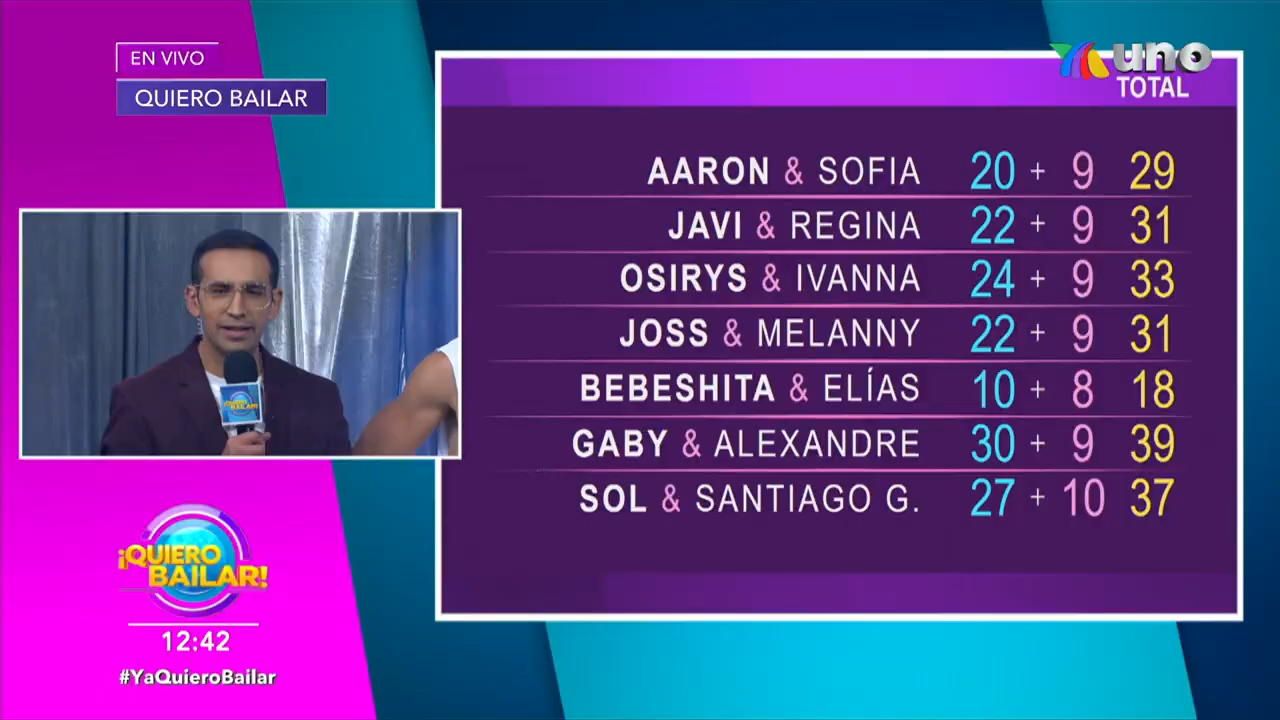 EN VIVO
QUIERO BAILAR
uno
TOTAL
AARON & SOFIA 20 + 9 29
JAVI & REGINA 22 + 9 31
OSIRYS & IVANNA 24 + 9 33
JOSS & MELANNY 22 + 9 31
BEBESHITA & ELÍAS 10 + 8 18
GABY & ALEXANDRE 30 + 9 39
SOL & SANTIAGO G. 27 + 10 37
¡QUIERO
BAILAR!
¡QUIERO
BAILAR!
12:42
#YaQuieroBailar